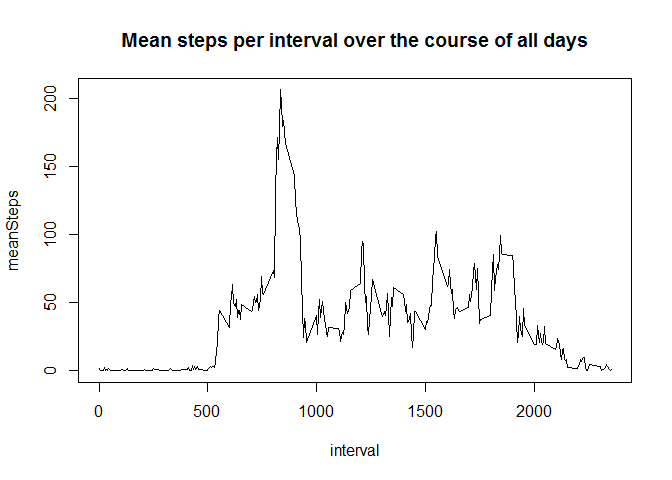 Mean steps per interval over the course of all days
meanSteps
200
150
100
50
0
0 500 1000 1500 2000
interval